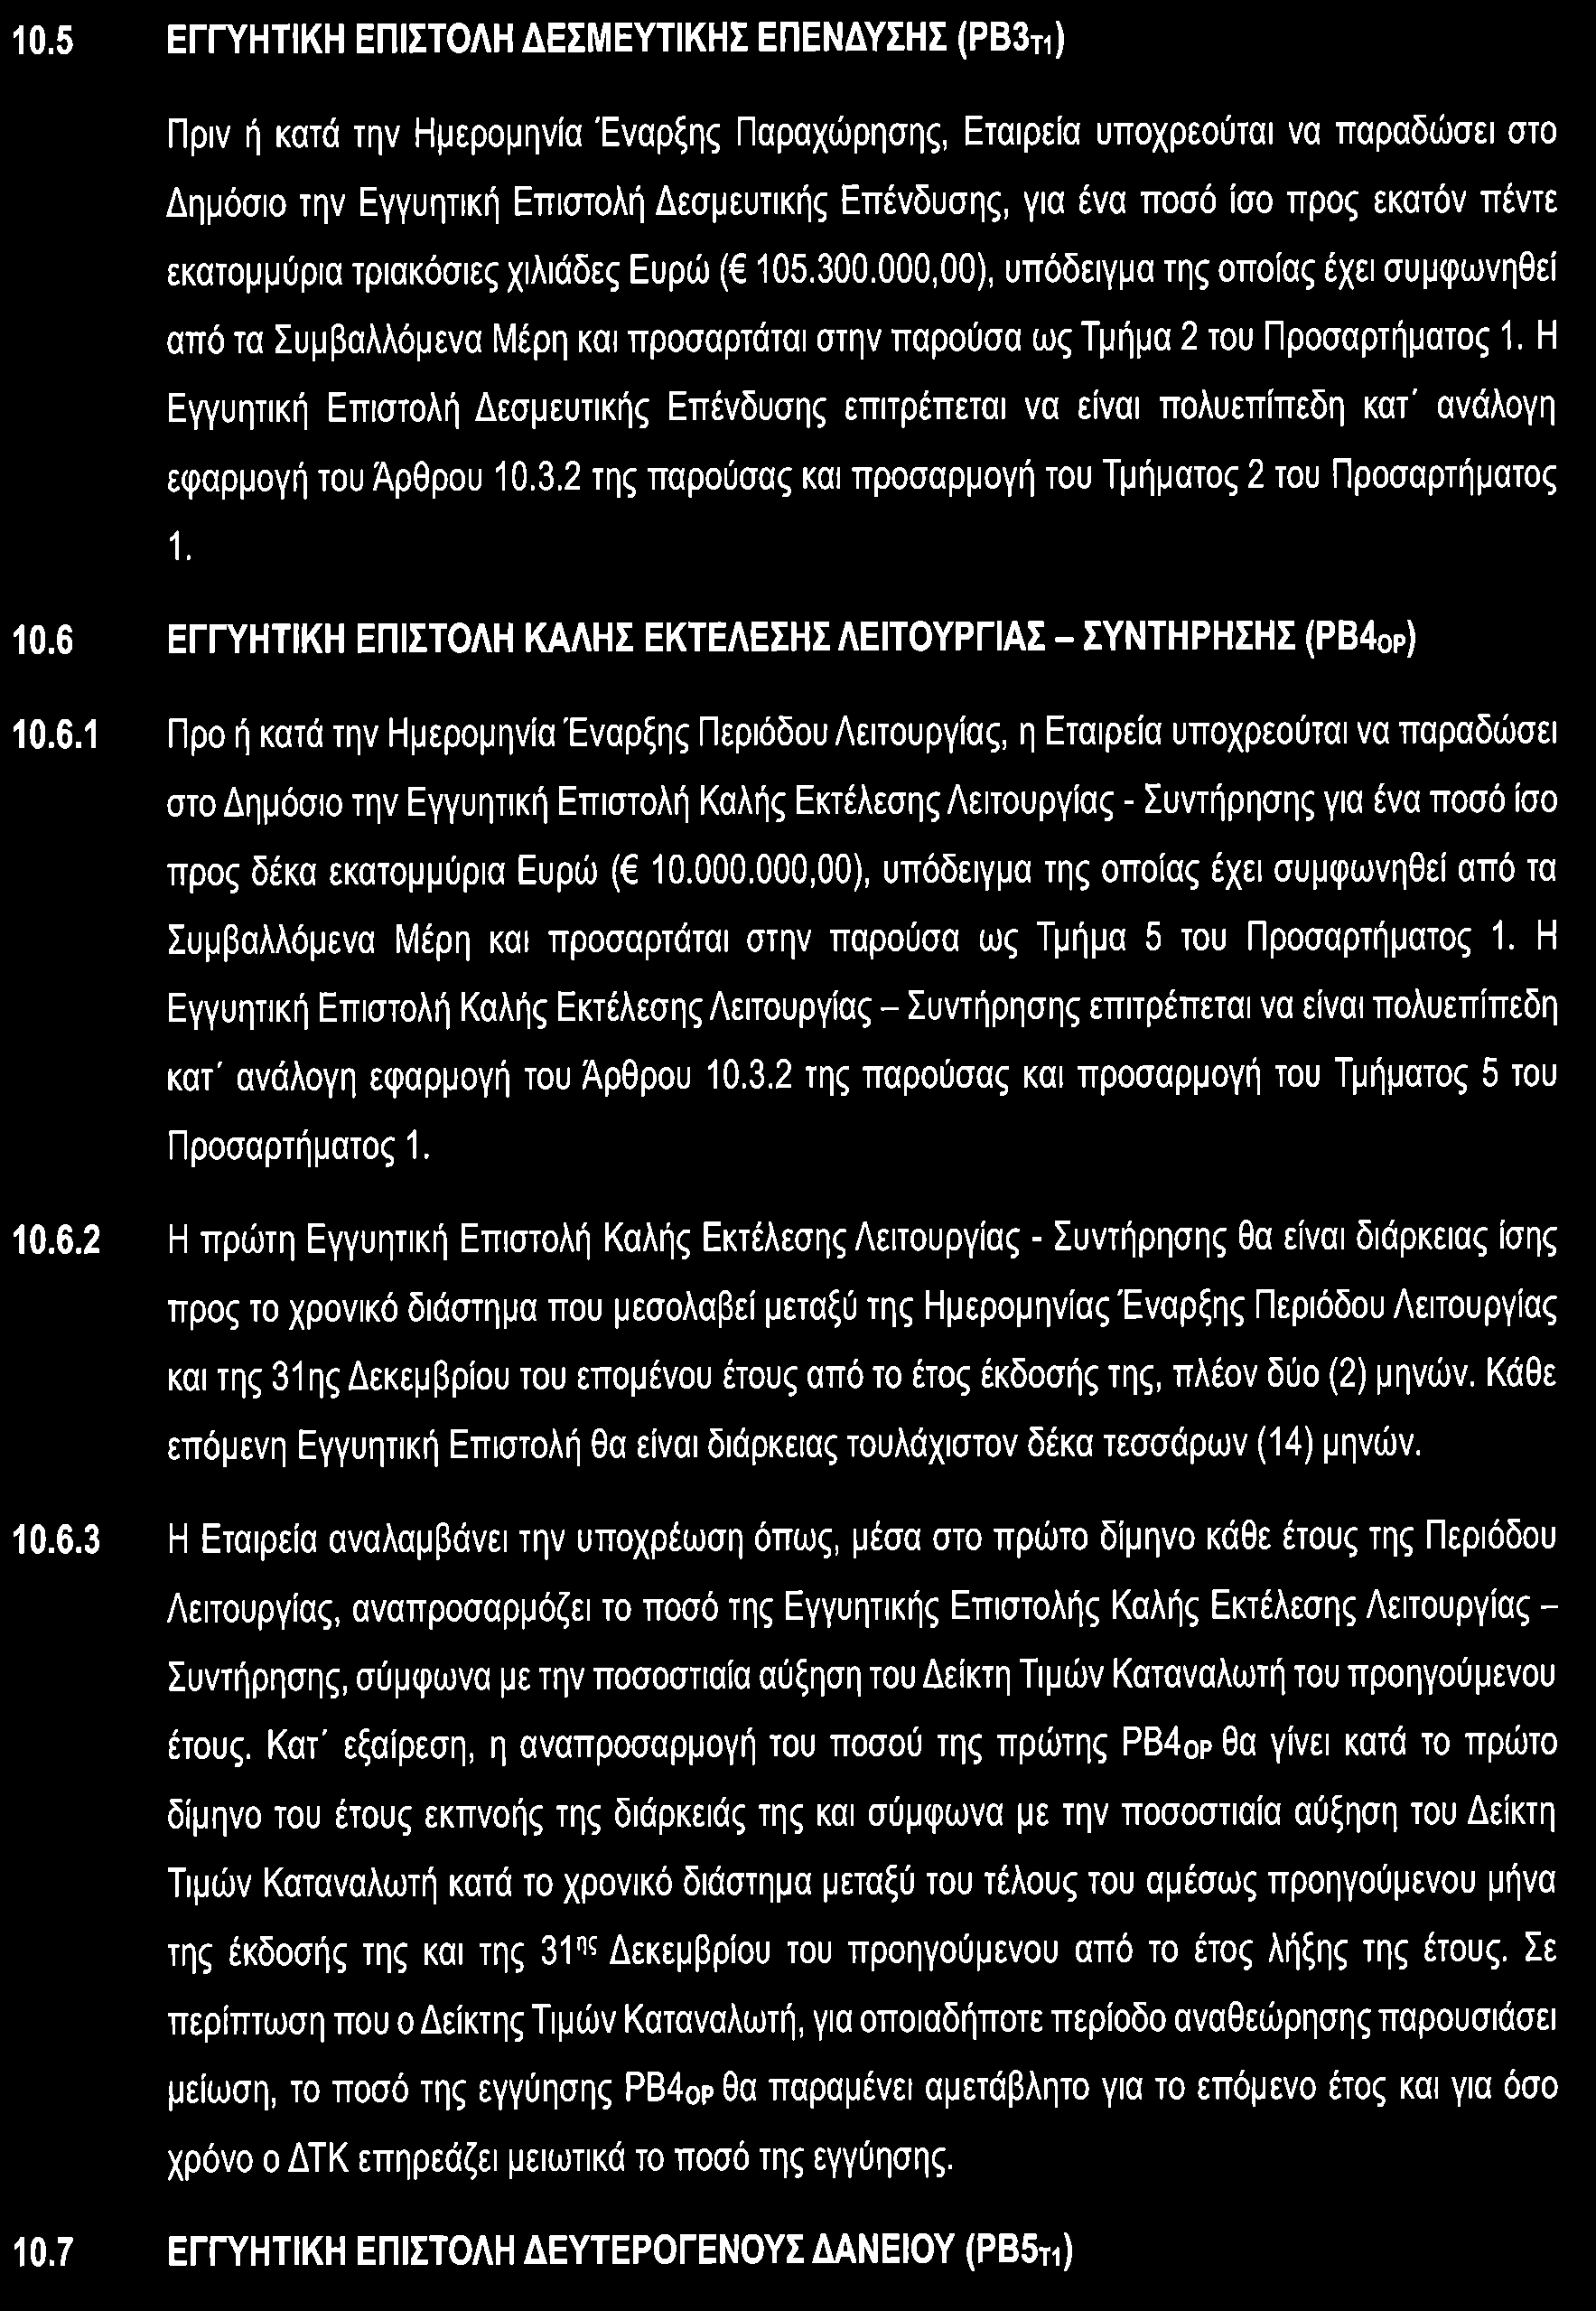 10.5 ΕΓΓΥΗΤΙΚΗ ΕΠΙΣΤΟΛΗ ΔΕΣΜΕΥΤΙΚΗΣ ΕΠΕΝΔΥΣΗΣ (PB3T1)
Πριν ή κατά την Ημερομηνία Έναρξης Παραχώρησης, Εταιρεία υποχρεούται να παραδώσει στο
Δημόσιο την Εγγυητική Επιστολή Δεσμευτικής Επένδυσης, για ένα ποσό ίσο προς εκατόν πέντε
εκατομμύρια τριακόσιες χιλιάδες Ευρώ (€ 105.300.000,00), υπόδειγμα της οποίας έχει συμφωνηθεί
από τα Συμβαλλόμενα Μέρη και προσαρτάται στην παρούσα ως Τμήμα 2 του Προσαρτήματος 1. Η
Εγγυητική Επιστολή Δεσμευτικής Επένδυσης επιτρέπεται να είναι πολυεπίπεδη κατ΄ ανάλογη
εφαρμογή του Άρθρου 10.3.2 της παρούσας και προσαρμογή του Τμήματος 2 του Προσαρτήματος
1.
10.6 ΕΓΓΥΗΤΙΚΗ ΕΠΙΣΤΟΛΗ ΚΑΛΗΣ ΕΚΤΕΛΕΣΗΣ ΛΕΙΤΟΥΡΓΙΑΣ – ΣΥΝΤΗΡΗΣΗΣ (PB4OP)
10.6.1 Προ ή κατά την Ημερομηνία Έναρξης Περιόδου Λειτουργίας, η Εταιρεία υποχρεούται να παραδώσει
στο Δημόσιο την Εγγυητική Επιστολή Καλής Εκτέλεσης Λειτουργίας - Συντήρησης για ένα ποσό ίσο
προς δέκα εκατομμύρια Ευρώ (€ 10.000.000,00), υπόδειγμα της οποίας έχει συμφωνηθεί από τα
Συμβαλλόμενα Μέρη και προσαρτάται στην παρούσα ως Τμήμα 5 του Προσαρτήματος 1. Η
Εγγυητική Επιστολή Καλής Εκτέλεσης Λειτουργίας – Συντήρησης επιτρέπεται να είναι πολυεπίπεδη
κατ΄ ανάλογη εφαρμογή του Άρθρου 10.3.2 της παρούσας και προσαρμογή του Τμήματος 5 του
Προσαρτήματος 1.
10.6.2 Η πρώτη Εγγυητική Επιστολή Καλής Εκτέλεσης Λειτουργίας - Συντήρησης θα είναι διάρκειας ίσης
προς το χρονικό διάστημα που μεσολαβεί μεταξύ της Ημερομηνίας Έναρξης Περιόδου Λειτουργίας
και της 31ης Δεκεμβρίου του επομένου έτους από το έτος έκδοσής της, πλέον δύο (2) μηνών. Κάθε
επόμενη Εγγυητική Επιστολή θα είναι διάρκειας τουλάχιστον δέκα τεσσάρων (14) μηνών.
10.6.3 Η Εταιρεία αναλαμβάνει την υποχρέωση όπως, μέσα στο πρώτο δίμηνο κάθε έτους της Περιόδου
Λειτουργίας, αναπροσαρμόζει το ποσό της Εγγυητικής Επιστολής Καλής Εκτέλεσης Λειτουργίας –
Συντήρησης, σύμφωνα με την ποσοστιαία αύξηση του Δείκτη Τιμών Καταναλωτή του προηγούμενου
έτους. Κατ΄ εξαίρεση, η αναπροσαρμογή του ποσού της πρώτης PB4OP θα γίνει κατά το πρώτο
δίμηνο του έτους εκπνοής της διάρκειάς της και σύμφωνα με την ποσοστιαία αύξηση του Δείκτη
Τιμών Καταναλωτή κατά το χρονικό διάστημα μεταξύ του τέλους του αμέσως προηγούμενου μήνα
της έκδοσής της και της 31ης Δεκεμβρίου του προηγούμενου από το έτος λήξης της έτους. Σε
περίπτωση που ο Δείκτης Τιμών Καταναλωτή, για οποιαδήποτε περίοδο αναθεώρησης παρουσιάσει
μείωση, το ποσό της εγγύησης PB4OP θα παραμένει αμετάβλητο για το επόμενο έτος και για όσο
χρόνο ο ΔΤΚ επηρεάζει μειωτικά το ποσό της εγγύησης.
10.7 ΕΓΓΥΗΤΙΚΗ ΕΠΙΣΤΟΛΗ ΔΕΥΤΕΡΟΓΕΝΟΥΣ ΔΑΝΕΙΟΥ (PB5T1)